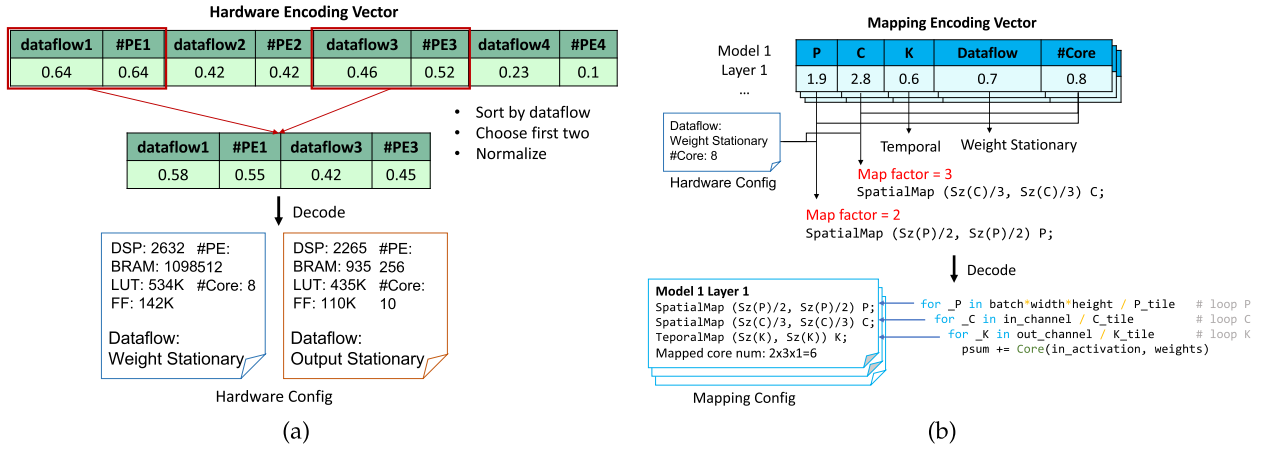 Hardware Encoding Vector
dataflow1 #PE1 dataflow2 #PE2 dataflow3 #PE3 dataflow4 #PE4
0.64 0.64 0.42 0.42 0.46 0.52 0.23 0.1
• Sort by dataflow
• Choose first two
• Normalize
dataflow1 #PE1 dataflow3 #PE3
0.58 0.55 0.42 0.45
Decode
DSP: 2632 #PE:
BRAM: 1098 512
LUT: 534K #Core: 8
FF: 142K
Dataflow:
Weight Stationary
DSP: 2265 #PE:
BRAM: 935 256
LUT: 435K #Core:
FF: 110K 10
Dataflow:
Output Stationary
Hardware Config
(a)
Mapping Encoding Vector
Model 1
Layer 1
...
P C K Dataflow #Core
1.9 2.8 0.6 0.7 0.8
Dataflow:
Weight Stationary
#Core: 8
Hardware Config
Temporal
Weight Stationary
Map factor = 3
SpatialMap (Sz(C)/3, Sz(C)/3) C;
Map factor = 2
SpatialMap (Sz(P)/2, Sz(P)/2) P;
Decode
Model 1 Layer 1
SpatialMap (Sz(P)/2, Sz(P)/2) P;
SpatialMap (Sz(C)/3, Sz(C)/3) C;
TeporalMap (Sz(K), Sz(K)) K;
Mapped core num: 2x3x1=6
Mapping Config
for _P in batch*width*height / P_tile # loop P
for _C in in_channel / C_tile # loop C
for _K in out_channel / K_tile # loop K
psum += Core(in_activation, weights)
(b)